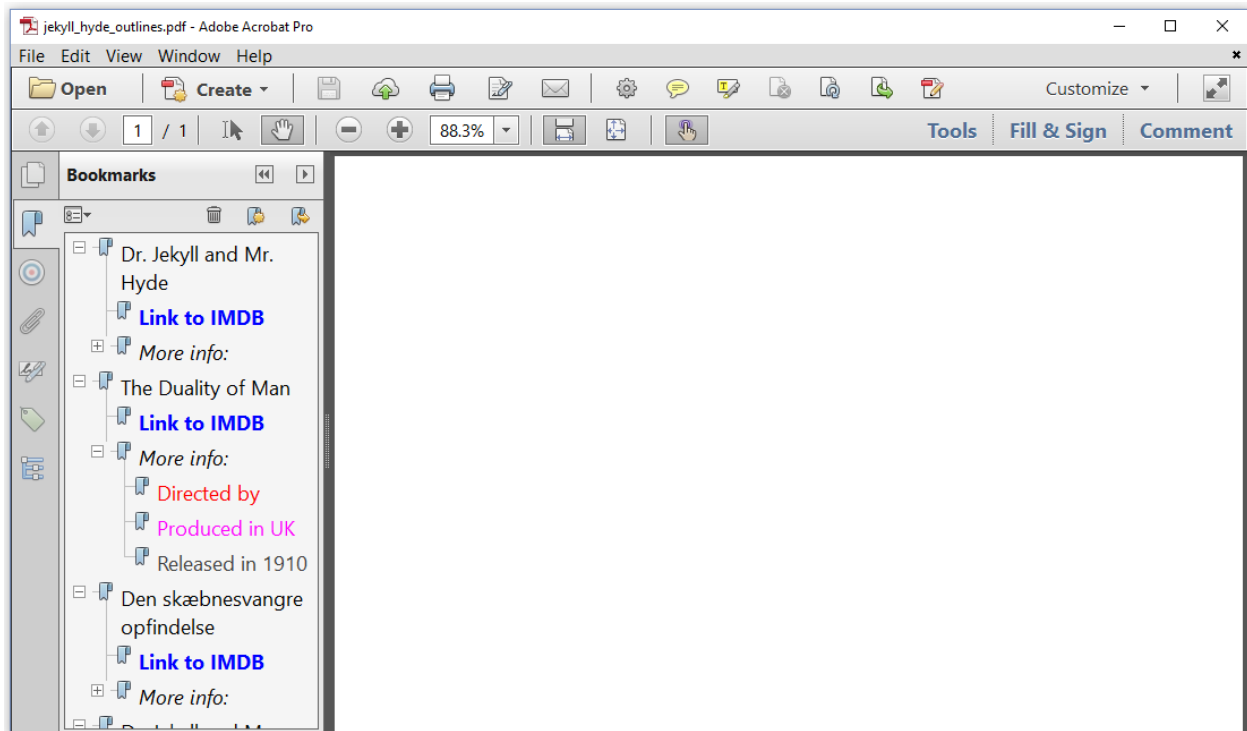 jekyll_hyde_outlines.pdf - Adobe Acrobat Pro
File Edit View Window Help
Open Create Customize
1 / 1 88.3% Tools Fill & Sign Comment
Bookmarks
Dr. Jekyll and Mr.
Hyde
Link to IMDB
More info:
The Duality of Man
Link to IMDB
More info:
Directed by
Produced in UK
Released in 1910
Den skæbnesvangre
opfindelse
Link to IMDB
More info: